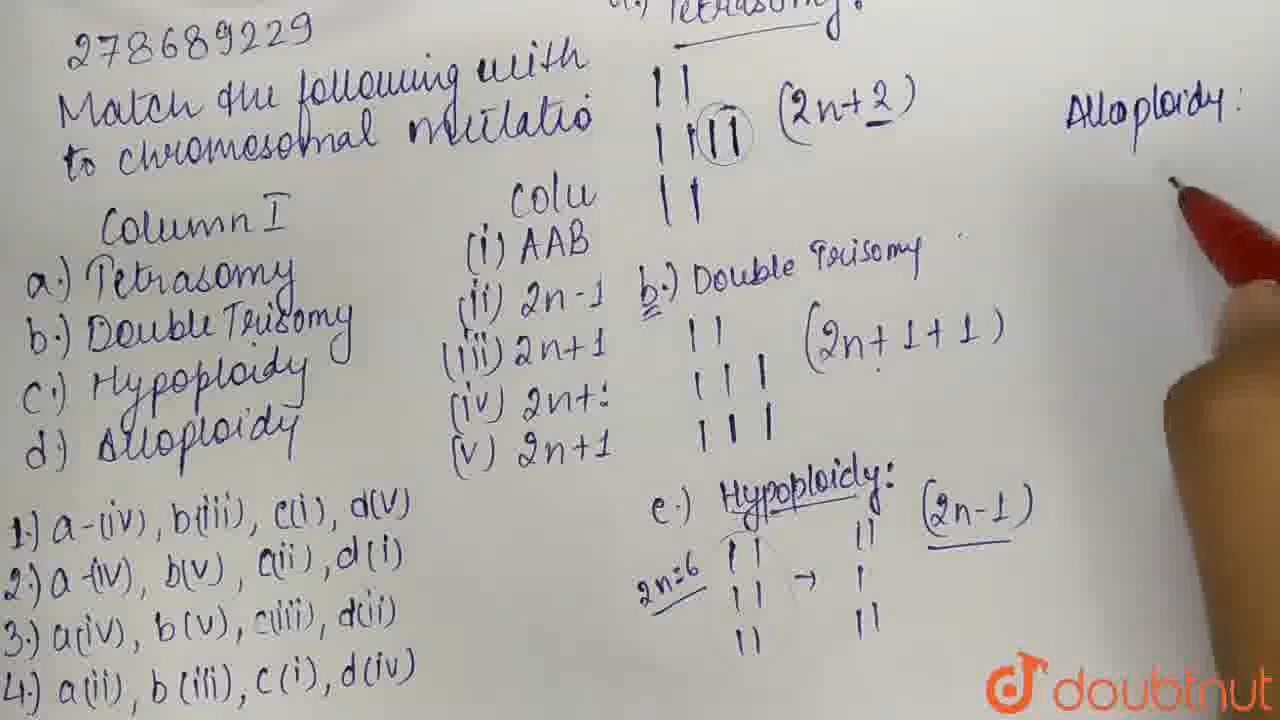 278689229
Match the following with
to chromosomal mutatio
Column I
a.) Tetrasomy
b.) Double Trisomy
c.) Hypoploidy
d.) Alloploidy
Colu
(i) AAB
(ii) 2n-1
(iii) 2n+1
(iv) 2n+
(v) 2n+1
1.) a-(iv), b(iii), c(i), d(v)
2.) a-(iv), b(v), c(ii), d(i)
3.) a(iv), b(v), c(iii), d(ii)
4.) a(ii), b(iii), c(i), d(iv)
Tetrasomy:
(2n+2)
b.) Double Trisomy
(2n+1+1)
c.) Hypoploidy:
2n=6
(2n-1)
Alloploidy:
doubtnut